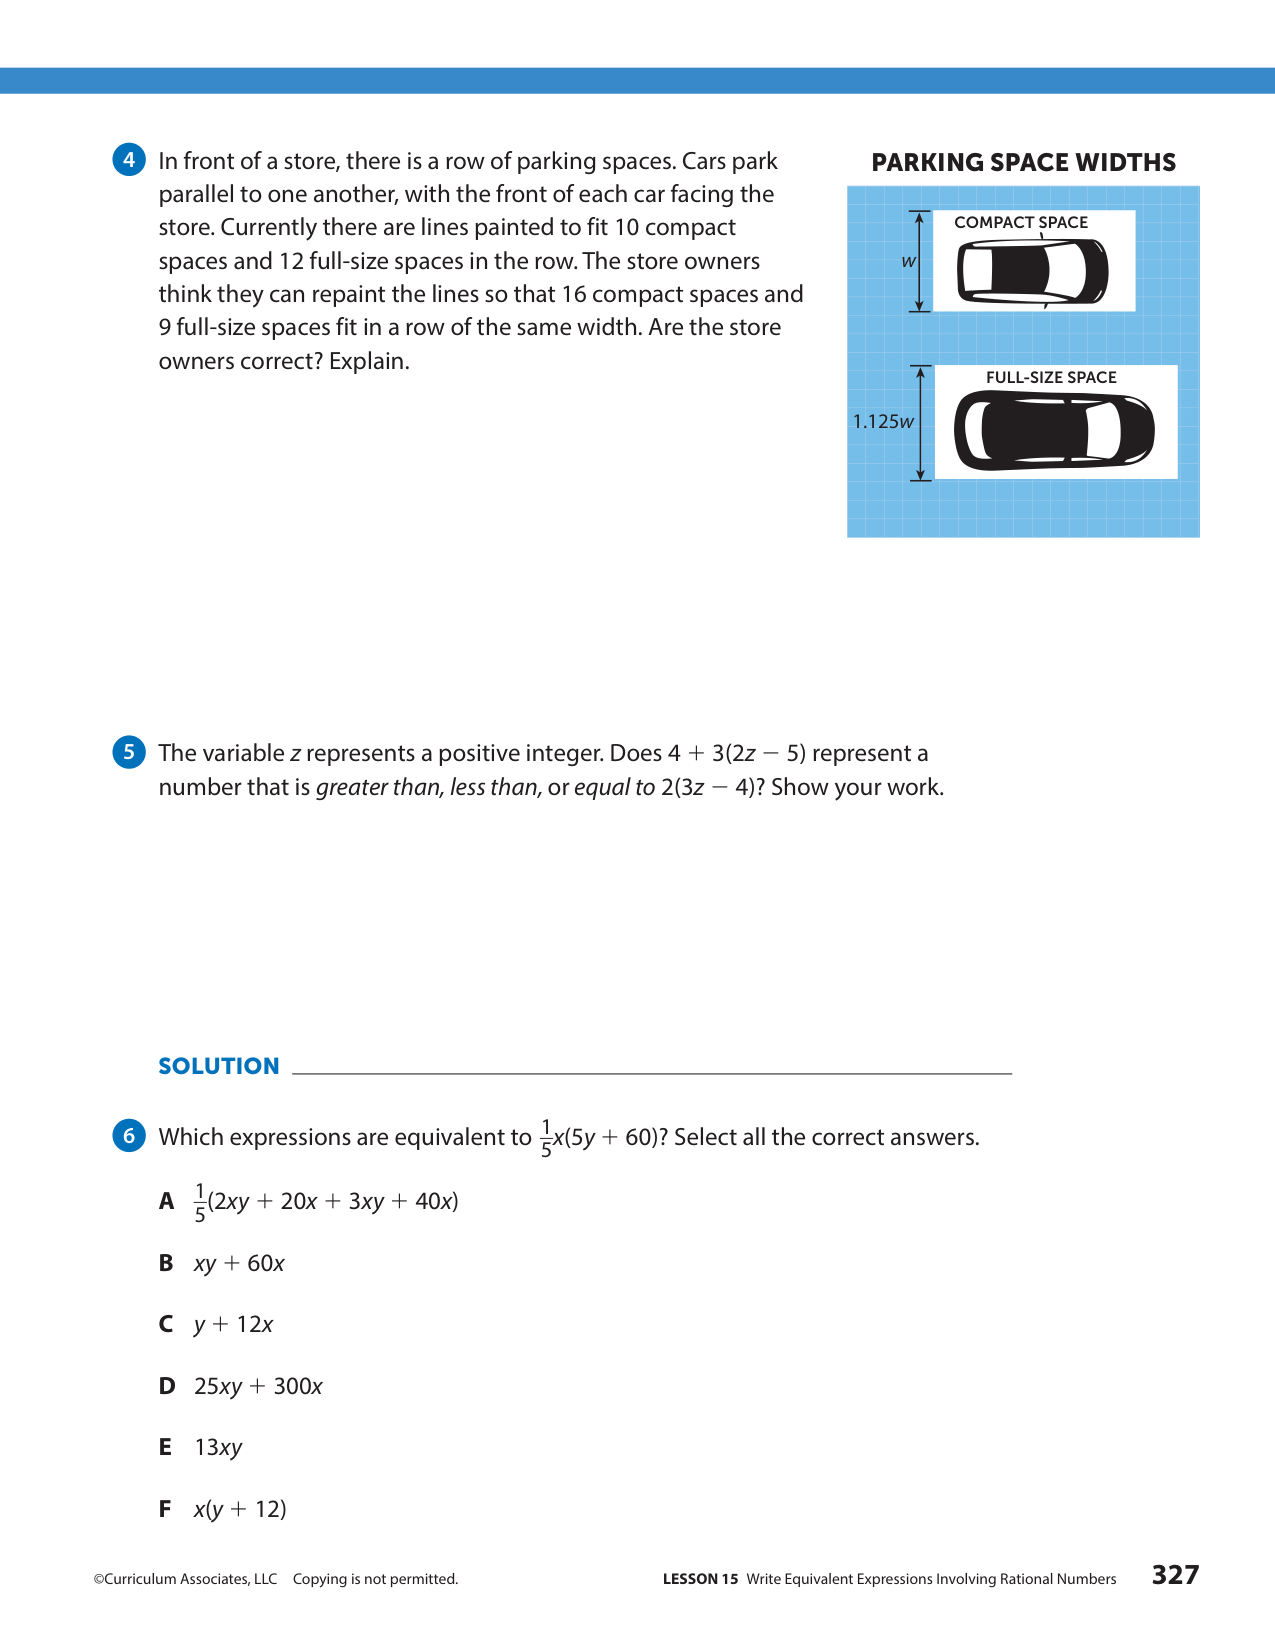 4 In front of a store, there is a row of parking spaces. Cars park
parallel to one another, with the front of each car facing the
store. Currently there are lines painted to fit 10 compact
spaces and 12 full-size spaces in the row. The store owners
think they can repaint the lines so that 16 compact spaces and
9 full-size spaces fit in a row of the same width. Are the store
owners correct? Explain.
PARKING SPACE WIDTHS
COMPACT SPACE
w
FULL-SIZE SPACE
1.125w
5 The variable z represents a positive integer. Does 4 + 3(2z − 5) represent a
number that is greater than, less than, or equal to 2(3z − 4)? Show your work.
SOLUTION
6 Which expressions are equivalent to 1/5x(5y + 60)? Select all the correct answers.
A 1/5(2xy + 20x + 3xy + 40x)
B xy + 60x
C y + 12x
D 25xy + 300x
E 13xy
F x(y + 12)
©Curriculum Associates, LLC Copying is not permitted.
LESSON 15 Write Equivalent Expressions Involving Rational Numbers 327